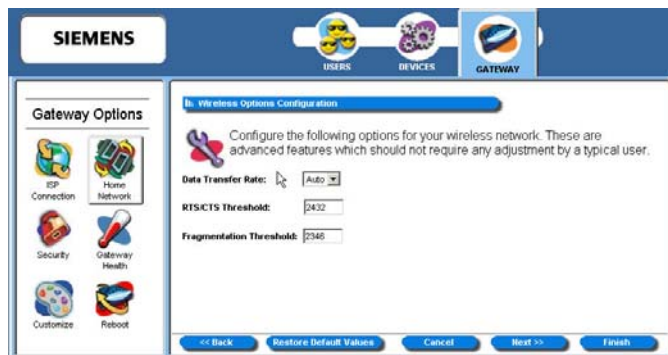 SIEMENS
USERS
DEVICES
GATEWAY
Gateway Options
ISP
Connection
Home
Network
Security
Gateway
Health
Customize
Reboot
Wireless Options Configuration
Configure the following options for your wireless network. These are
advanced features which should not require any adjustment by a typical user.
Data Transfer Rate: Auto
RTS/CTS Threshold: 2432
Fragmentation Threshold: 2346
<< Back
Restore Default Values
Cancel
Next >>
Finish